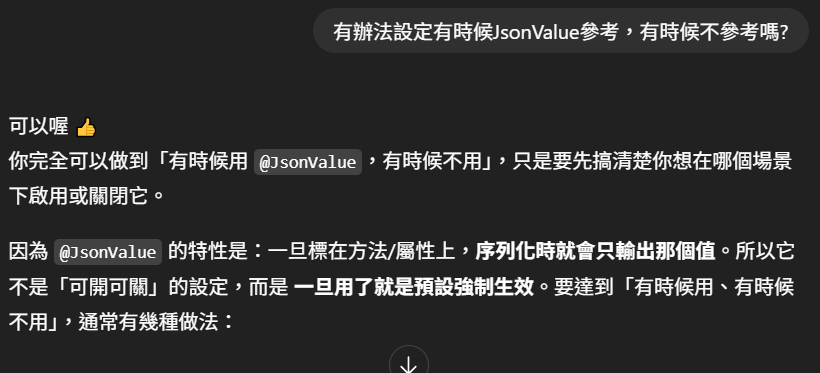 有辦法設定有時候JsonValue參考，有時候不參考嗎?
可以喔 👍
你完全可以做到「有時候用 @JsonValue，有時候不用」，只是要先搞清楚你想在哪個場景
下啟用或關閉它。
因為 @JsonValue 的特性是：一旦標在方法/屬性上，序列化時就會只輸出那個值。所以它
不是「可開可關」的設定，而是 一旦用了就是預設強制生效。要達到「有時候用、有時候
不用」，通常有幾種做法：